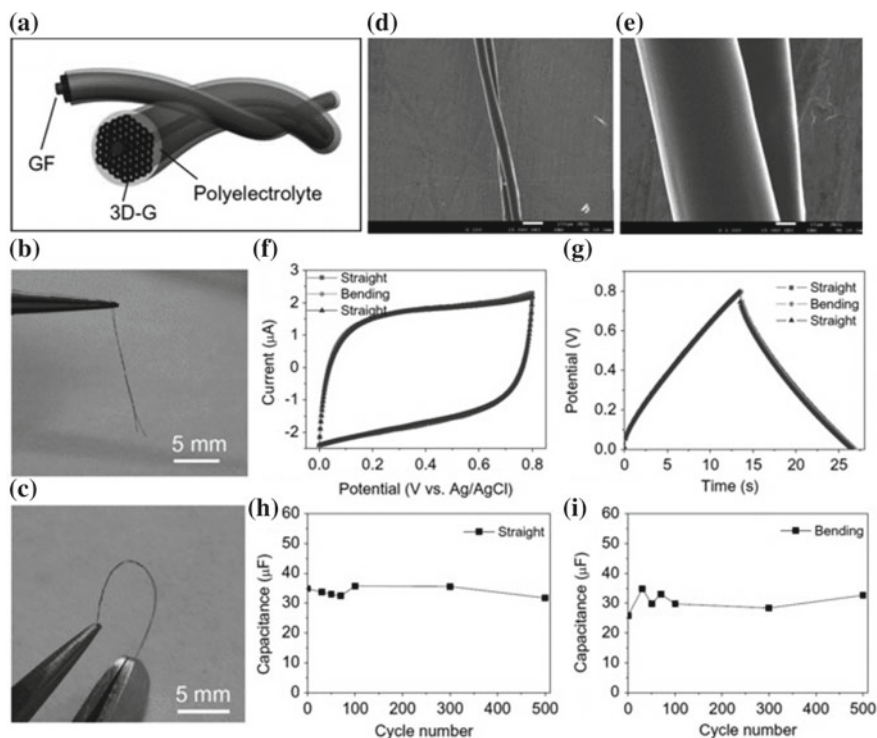 (a)
GF
3D-G
Polyelectrolyte
(d)
(e)
(b)
5 mm
(c)
5 mm
(f)
Straight
Bending
Straight
Current (μA)
3
2
1
0
-1
-2
0.0 0.2 0.4 0.6 0.8
Potential (V vs. Ag/AgCl)
(g)
Straight
Bending
Straight
Potential (V)
0.8
0.4
0.0
0 5 10 15 20 25
Time (s)
(h)
Straight
Capacitance (μF)
60
50
40
30
20
10
0
0 100 200 300 400 500
Cycle number
(i)
Bending
Capacitance (μF)
60
50
40
30
20
10
0
0 100 200 300 400 500
Cycle number